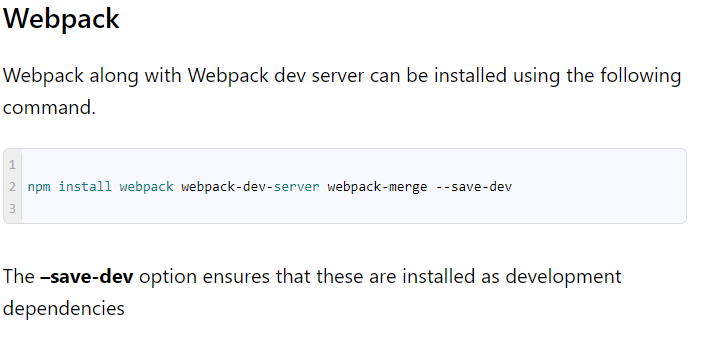 Webpack
Webpack along with Webpack dev server can be installed using the following
command.
1
2 npm install webpack webpack-dev-server webpack-merge --save-dev
3
The –save-dev option ensures that these are installed as development
dependencies